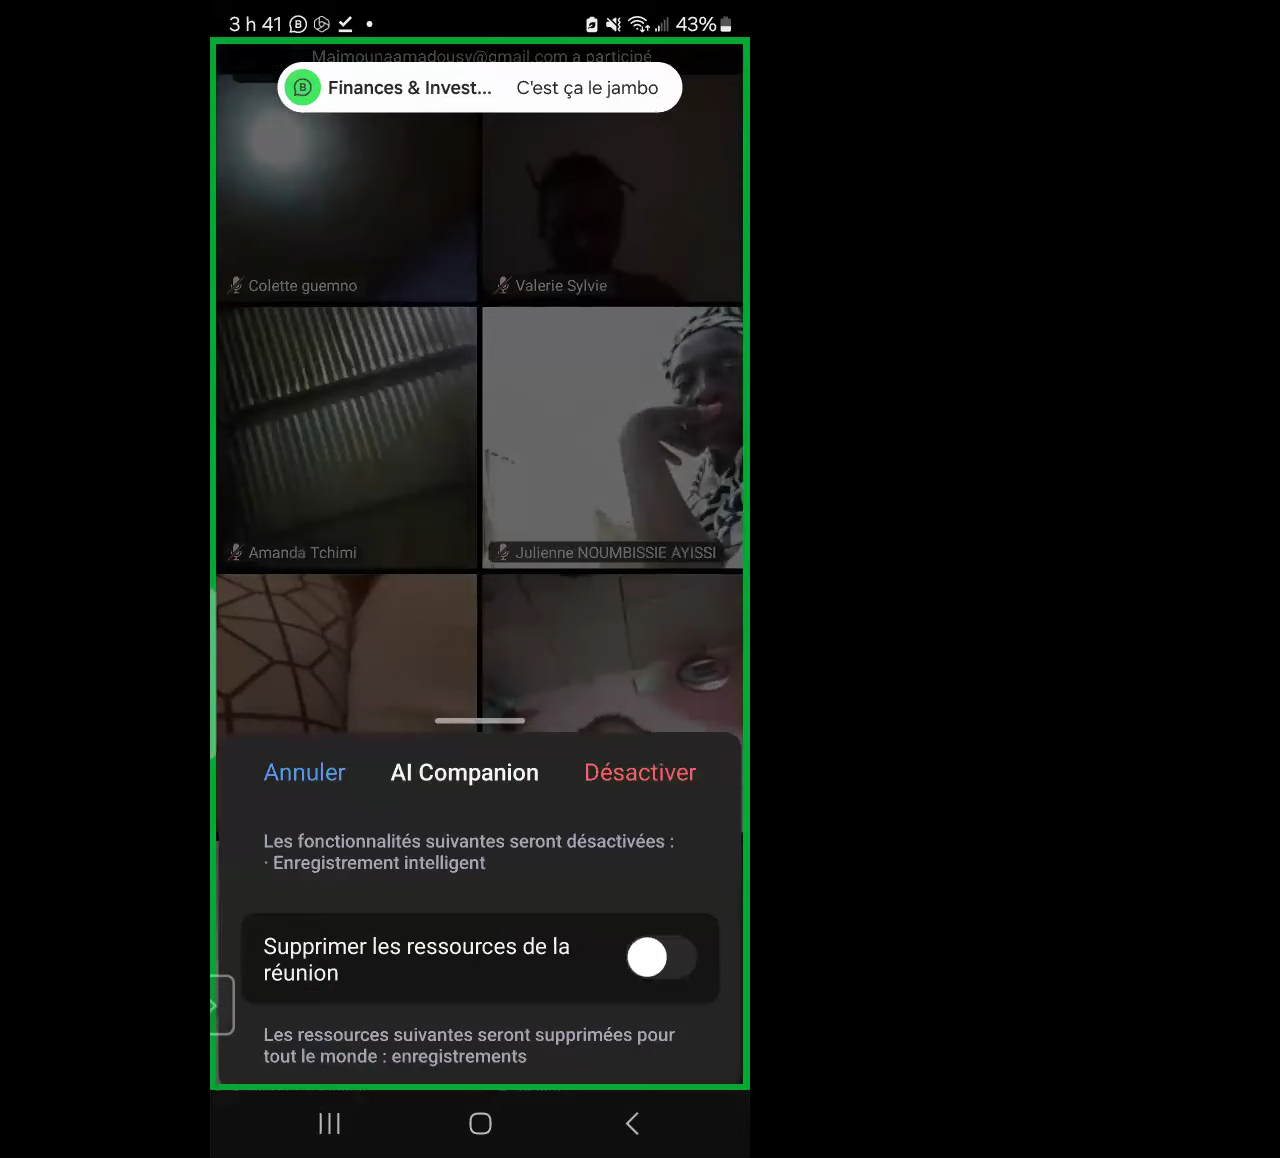 3 h 41
43%
Maimounaamadousy@gmail.com a participé
Finances & Invest... C'est ça le jambo
Colette guemno
Valerie Sylvie
Amanda Tchimi
Julienne NOUMBISSIE AYISSI
Annuler AI Companion Désactiver
Les fonctionnalités suivantes seront désactivées :
· Enregistrement intelligent
Supprimer les ressources de la
réunion
Les ressources suivantes seront supprimées pour
tout le monde : enregistrements